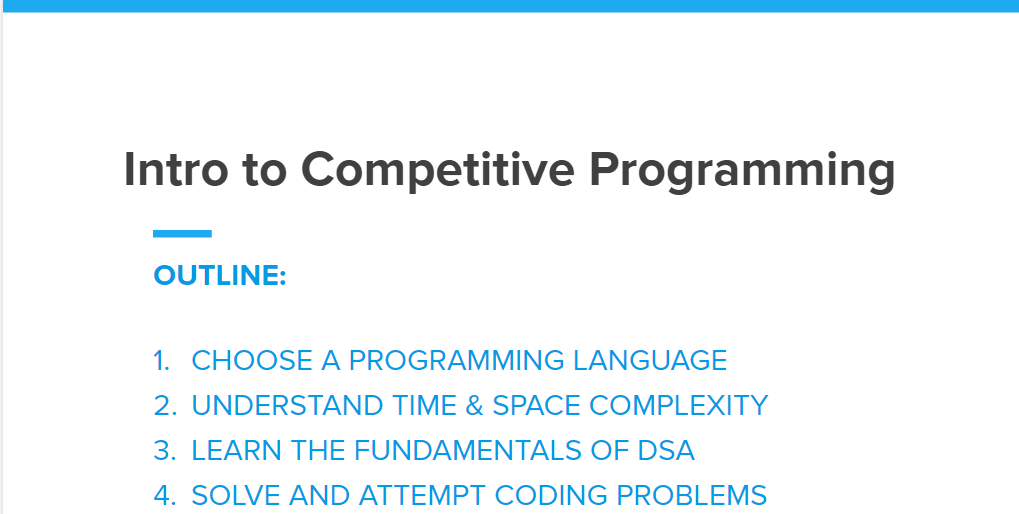 Intro to Competitive Programming
OUTLINE:
1. CHOOSE A PROGRAMMING LANGUAGE
2. UNDERSTAND TIME & SPACE COMPLEXITY
3. LEARN THE FUNDAMENTALS OF DSA
4. SOLVE AND ATTEMPT CODING PROBLEMS